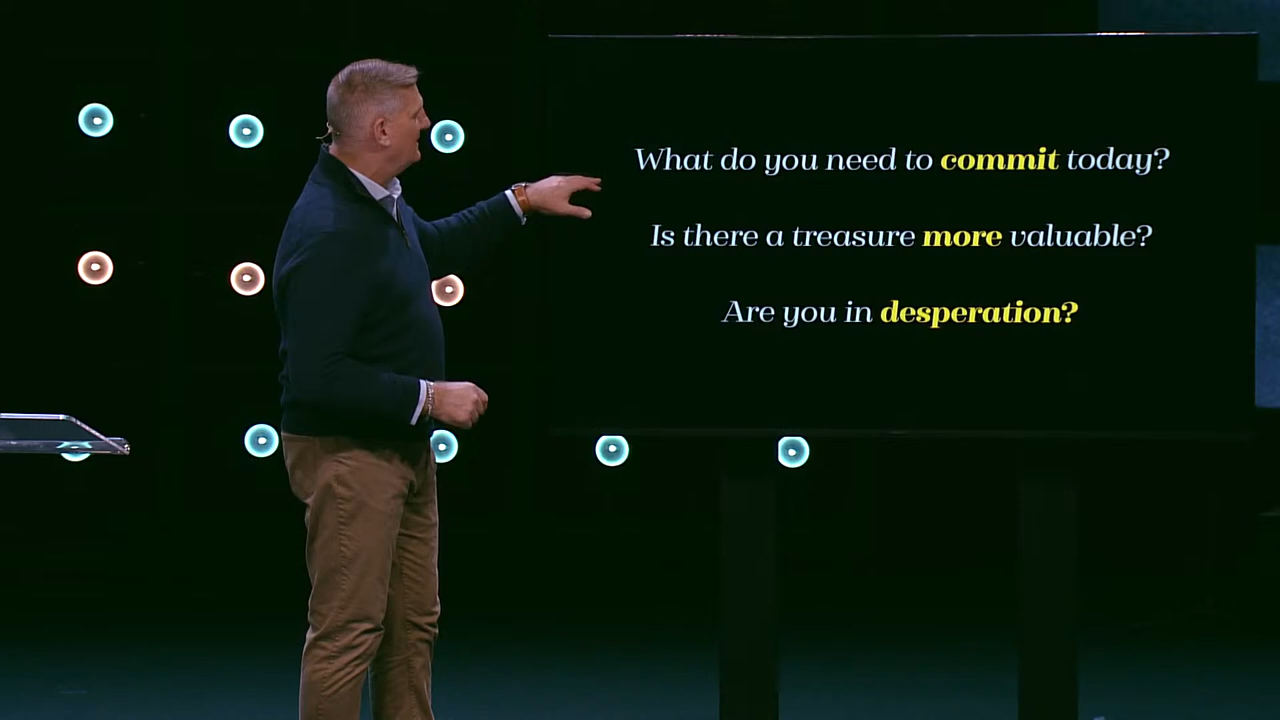 What do you need to commit today?
Is there a treasure more valuable?
Are you in desperation?